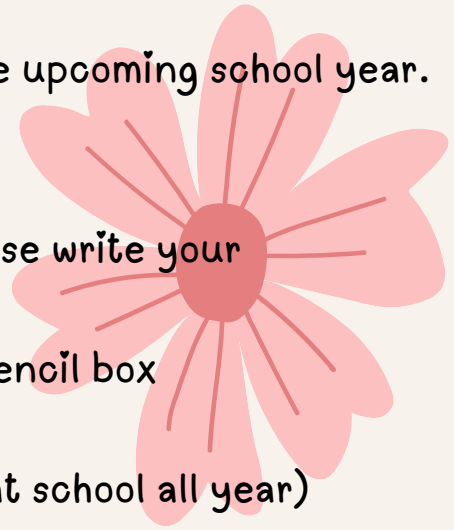 e upcoming school year.
se write your
encil box
t school all year)